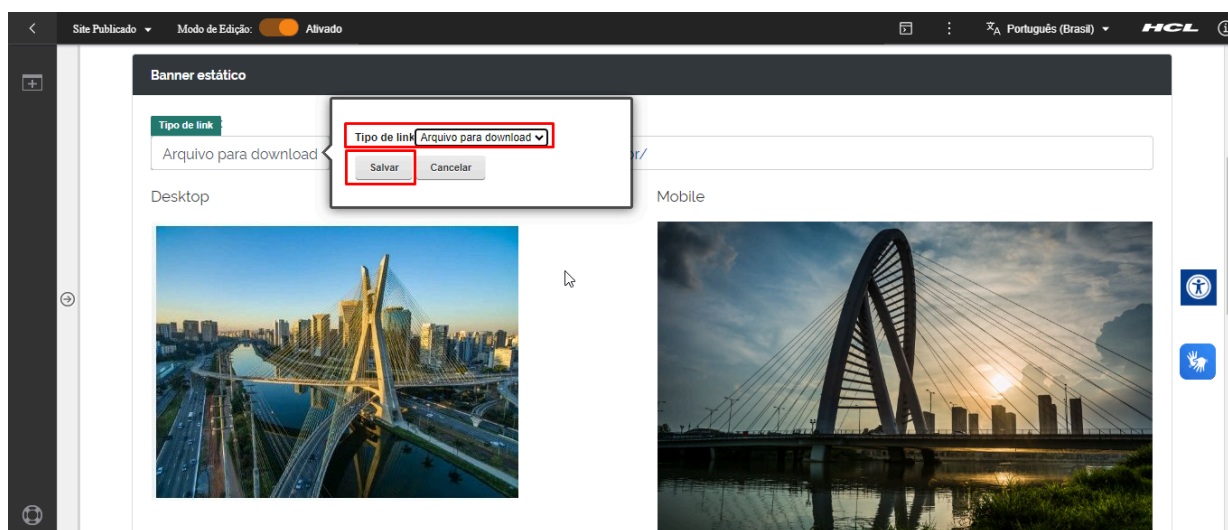 Site Publicado Modo de Edição: Ativado Português (Brasil) HCL
Banner estático
Tipo de link
Tipo de link Arquivo para download
Arquivo para download r/
Salvar Cancelar
Desktop Mobile